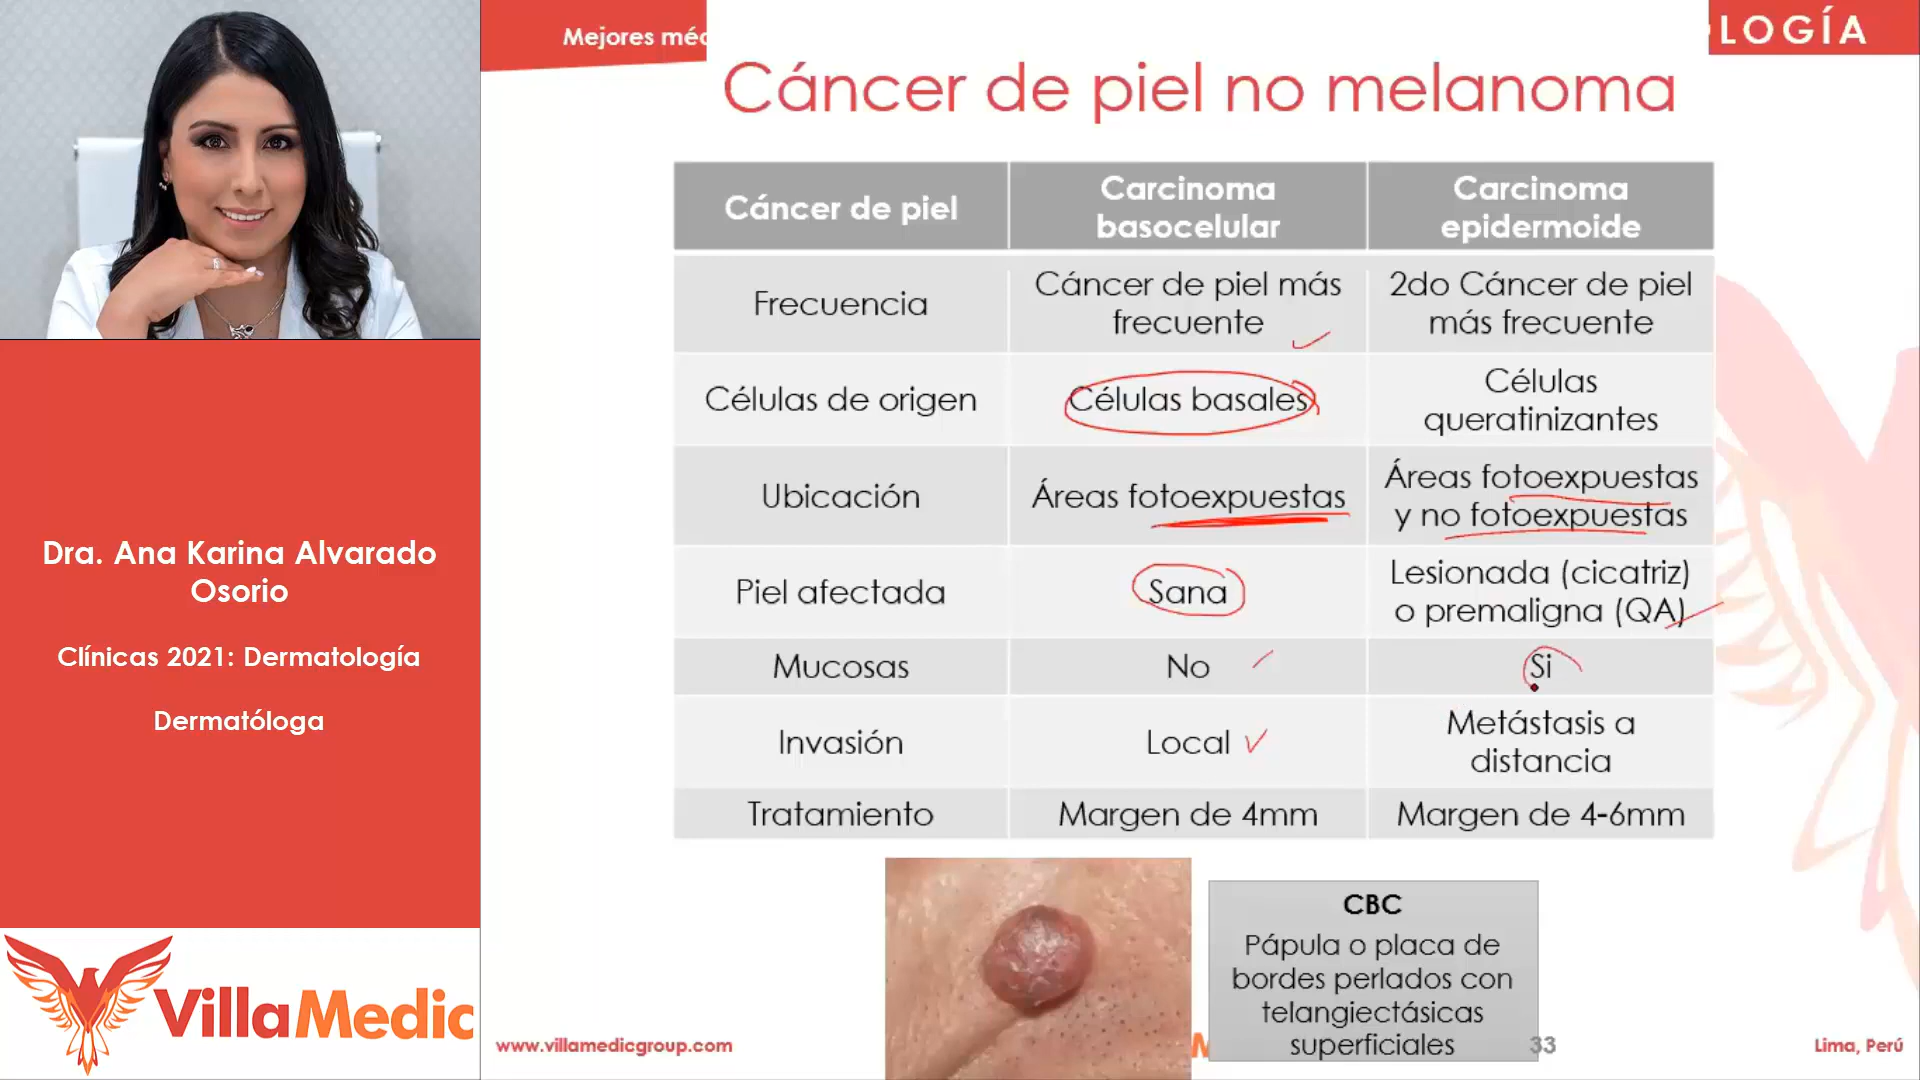 Mejores méd
OLOGÍA
Cáncer de piel no melanoma
Cáncer de piel
Carcinoma
basocelular
Carcinoma
epidermoide
Frecuencia
Cáncer de piel más
frecuente
2do Cáncer de piel
más frecuente
Células de origen
Células basales
Células
queratinizantes
Ubicación
Áreas fotoexpuestas
Áreas fotoexpuestas
y no fotoexpuestas
Piel afectada
Sana
Lesionada (cicatriz)
o premaligna (QA)
Mucosas
No
Si
Invasión
Local
Metástasis a
distancia
Tratamiento
Margen de 4mm
Margen de 4-6mm
CBC
Pápula o placa de
bordes perlados con
telangiectásicas
superficiales
Dra. Ana Karina Alvarado
Osorio
Clínicas 2021: Dermatología
Dermatóloga
VillaMedic
www.villamedicgroup.com
33
Lima, Perú